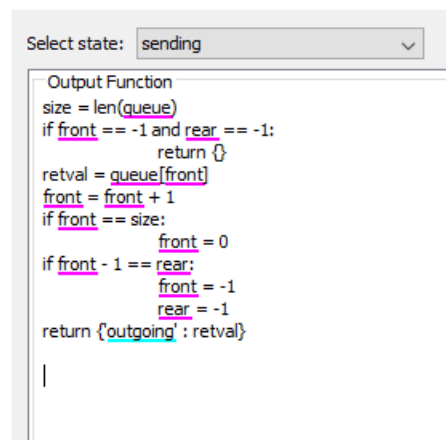 Select state: sending
Output Function
size = len(queue)
if front == -1 and rear == -1:
return {}
retval = queue[front]
front = front + 1
if front == size:
front = 0
if front - 1 == rear:
front = -1
rear = -1
return {'outgoing' : retval}